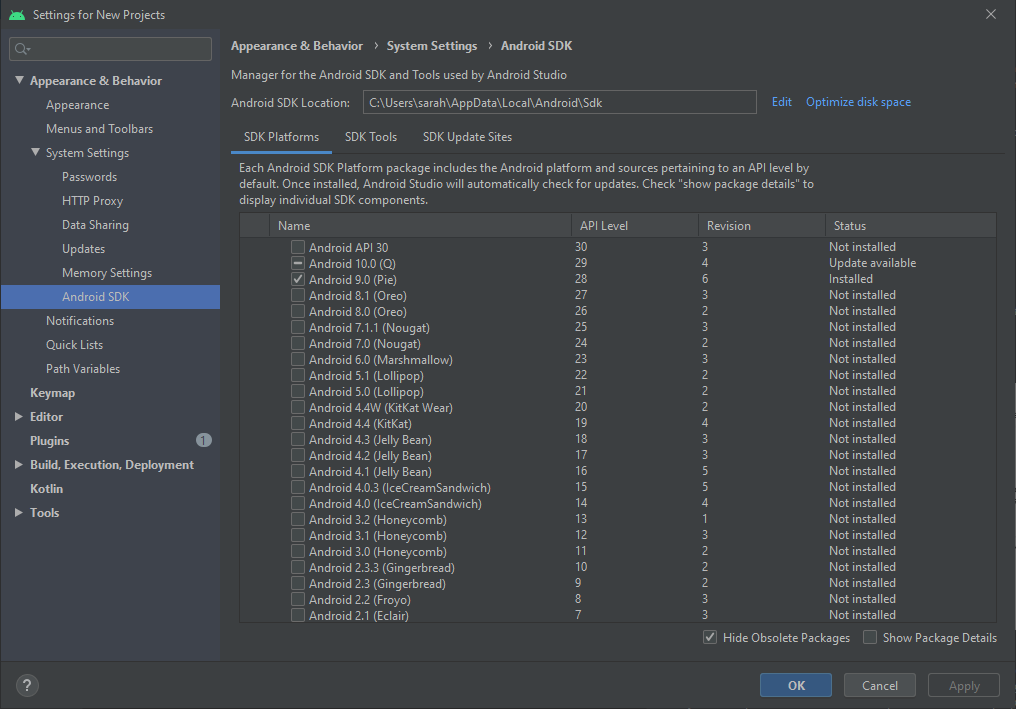 Settings for New Projects
Appearance & Behavior
Appearance
Menus and Toolbars
System Settings
Passwords
HTTP Proxy
Data Sharing
Updates
Memory Settings
Android SDK
Notifications
Quick Lists
Path Variables
Keymap
Editor
Plugins 1
Build, Execution, Deployment
Kotlin
Tools
Appearance & Behavior › System Settings › Android SDK
Manager for the Android SDK and Tools used by Android Studio
Android SDK Location: C:\Users\sarah\AppData\Local\Android\Sdk Edit Optimize disk space
SDK Platforms SDK Tools SDK Update Sites
Each Android SDK Platform package includes the Android platform and sources pertaining to an API level by
default. Once installed, Android Studio will automatically check for updates. Check "show package details" to
display individual SDK components.
Name API Level Revision Status
Android API 30 30 3 Not installed
Android 10.0 (Q) 29 4 Update available
Android 9.0 (Pie) 28 6 Installed
Android 8.1 (Oreo) 27 3 Not installed
Android 8.0 (Oreo) 26 2 Not installed
Android 7.1.1 (Nougat) 25 3 Not installed
Android 7.0 (Nougat) 24 2 Not installed
Android 6.0 (Marshmallow) 23 3 Not installed
Android 5.1 (Lollipop) 22 2 Not installed
Android 5.0 (Lollipop) 21 2 Not installed
Android 4.4W (KitKat Wear) 20 2 Not installed
Android 4.4 (KitKat) 19 4 Not installed
Android 4.3 (Jelly Bean) 18 3 Not installed
Android 4.2 (Jelly Bean) 17 3 Not installed
Android 4.1 (Jelly Bean) 16 5 Not installed
Android 4.0.3 (IceCreamSandwich) 15 5 Not installed
Android 4.0 (IceCreamSandwich) 14 4 Not installed
Android 3.2 (Honeycomb) 13 1 Not installed
Android 3.1 (Honeycomb) 12 3 Not installed
Android 3.0 (Honeycomb) 11 2 Not installed
Android 2.3.3 (Gingerbread) 10 2 Not installed
Android 2.3 (Gingerbread) 9 2 Not installed
Android 2.2 (Froyo) 8 3 Not installed
Android 2.1 (Eclair) 7 3 Not installed
Hide Obsolete Packages Show Package Details
? OK Cancel Apply